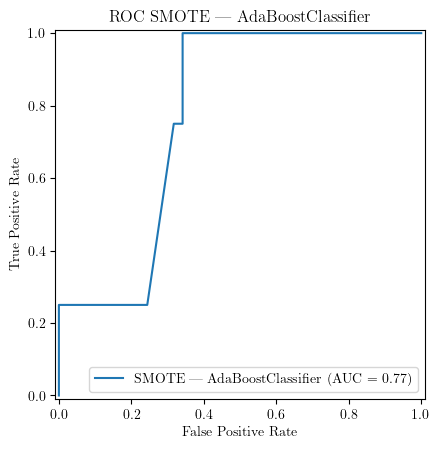 ROC SMOTE — AdaBoostClassifier
1.0
0.8
0.6
0.4
0.2
0.0
True Positive Rate
SMOTE — AdaBoostClassifier (AUC = 0.77)
0.0 0.2 0.4 0.6 0.8 1.0
False Positive Rate